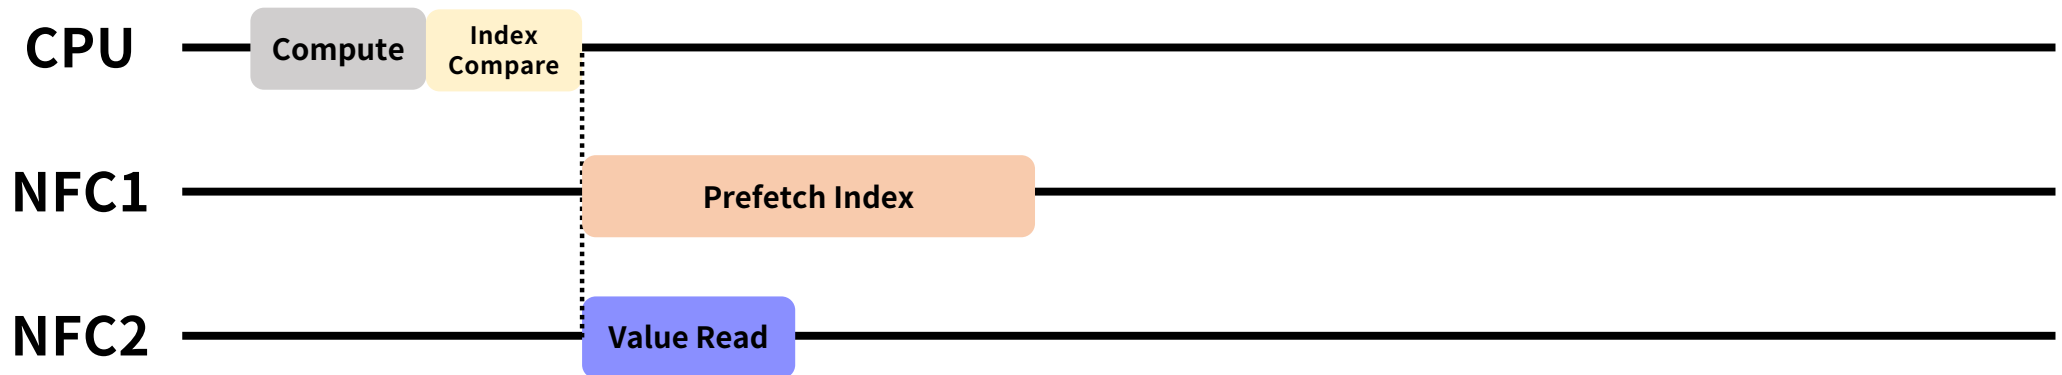 CPU
Compute
Index
Compare
NFC1
Prefetch Index
NFC2
Value Read